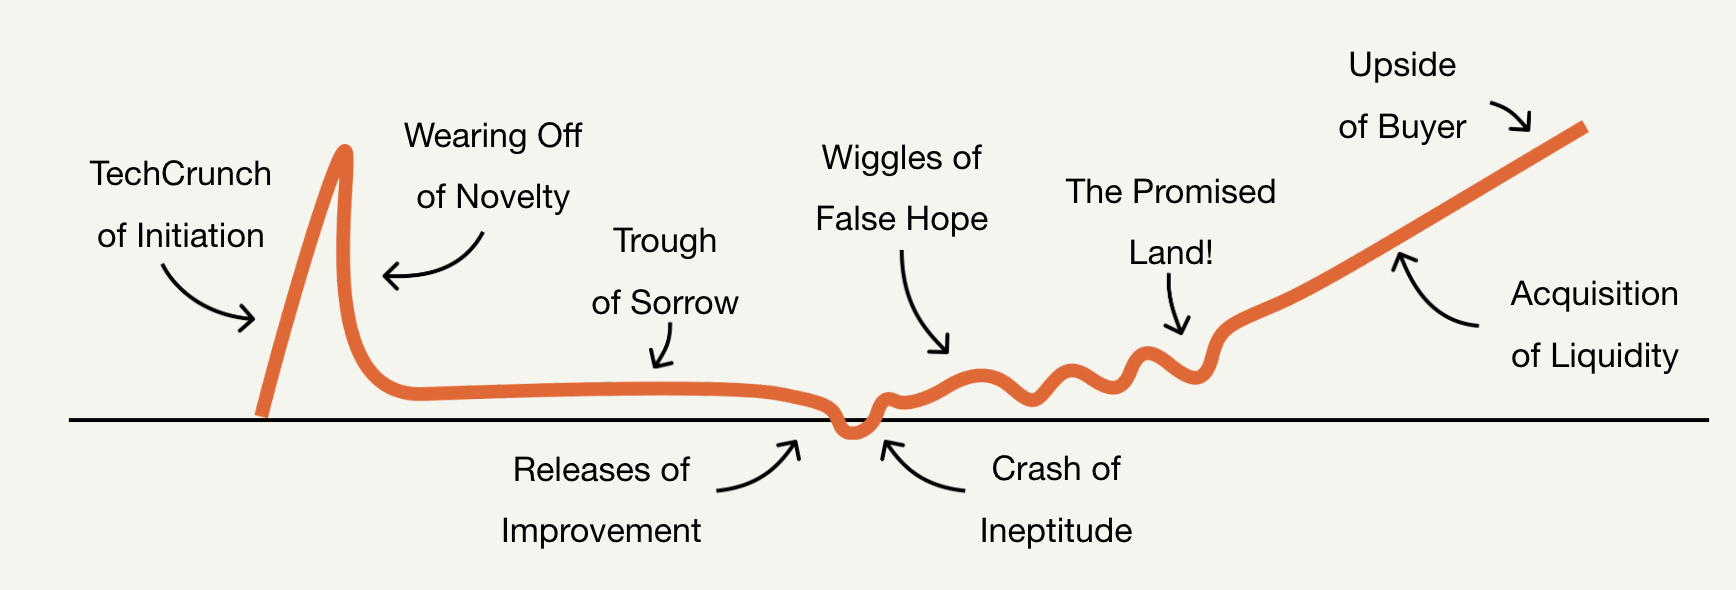 TechCrunch
of Initiation
Wearing Off
of Novelty
Trough
of Sorrow
Releases of
Improvement
Crash of
Ineptitude
Wiggles of
False Hope
The Promised
Land!
Acquisition
of Liquidity
Upside
of Buyer